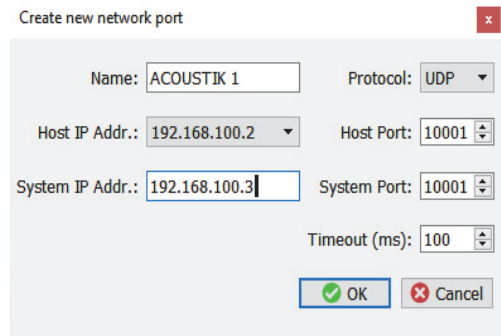 Create new network port
x
Name: ACOUSTIK 1 Protocol: UDP
Host IP Addr.: 192.168.100.2 Host Port: 10001
System IP Addr.: 192.168.100.3 System Port: 10001
Timeout (ms): 100
OK Cancel